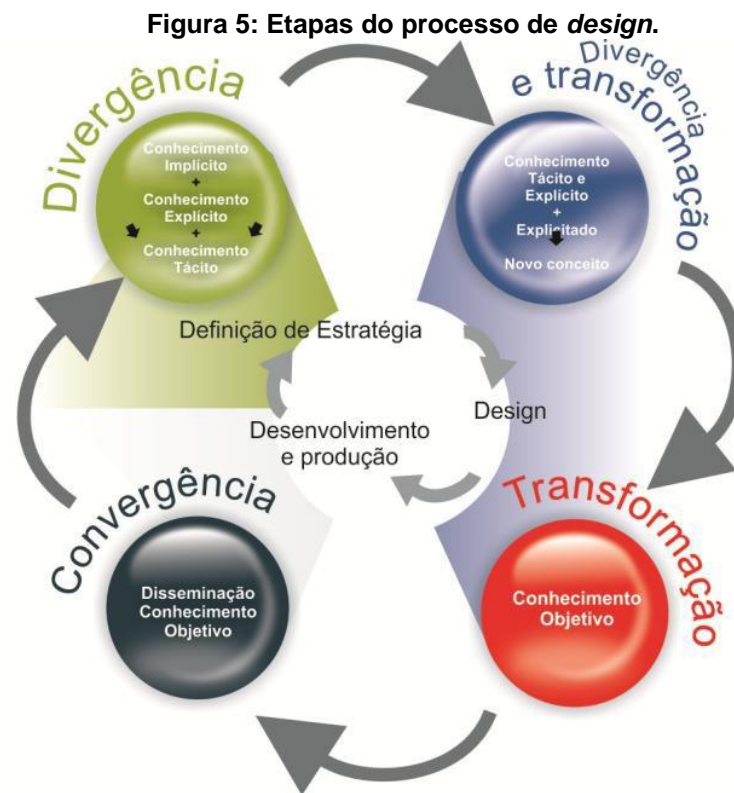 Figura 5: Etapas do processo de design.
Divergência
Conhecimento
Implícito
+
Conhecimento
Explícito
+
Conhecimento
Tácito
Divergência
e transformação
Conhecimento
Tácito e
Explícito
+
Explicitado
Novo conceito
Definição de Estratégia
Design
Desenvolvimento
e produção
Convergência
Disseminação
Conhecimento
Objetivo
Transformação
Conhecimento
Objetivo